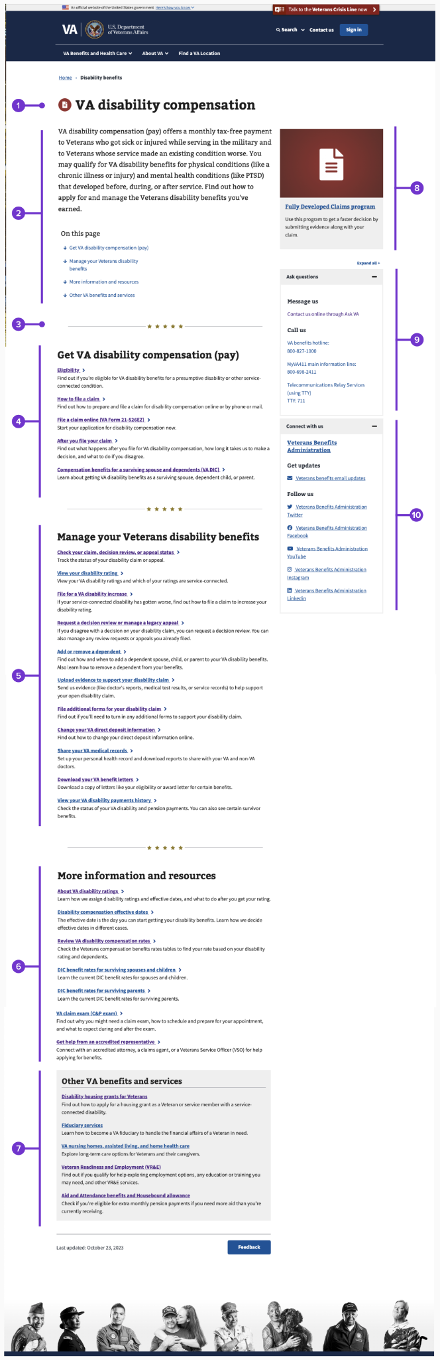 An official website of the United States government.
Talk to the Veterans Crisis Line now
VA
U.S. Department
of Veterans Affairs
Search
Contact us
Sign in
VA Benefits and Health Care
About VA
Find a VA Location
Home › Disability benefits
1
VA disability compensation
2
VA disability compensation (pay) offers a monthly tax-free payment
to Veterans who got sick or injured while serving in the military and
to Veterans whose service made an existing condition worse. You
may qualify for VA disability benefits for physical conditions (like a
chronic illness or injury) and mental health conditions (like PTSD)
that developed before, during, or after service. Find out how to
apply for and manage the Veterans disability benefits you've
earned.
On this page
Get VA disability compensation (pay)
Manage your Veterans disability
benefits
More information and resources
Other VA benefits and services
3
4
Get VA disability compensation (pay)
Eligibility
Find out if you're eligible for VA disability benefits for a presumptive disability or other service-
connected condition.
How to file a claim
Find out how to prepare and file a claim for disability compensation online or by phone or mail.
File a claim online (VA Form 21-526EZ)
Start your application for disability compensation now.
After you file your claim
Find out what happens after you file for VA disability compensation, how long it takes us to make a
decision, and what to do if you disagree.
Compensation benefits for a surviving spouse and dependents (VA DIC)
Learn about getting VA disability benefits as a surviving spouse, dependent child, or parent.
5
Manage your Veterans disability benefits
Check your claim, decision review, or appeal status
Track the status of your disability claim or appeal.
View your disability rating
View your VA disability ratings and which of your ratings are service-connected.
File for a VA disability increase
If your service-connected disability has gotten worse, find out how to file a claim to increase your
disability rating.
Request a decision review or manage a legacy appeal
If you disagree with a decision on your disability claim, you can request a decision review. You can
also manage any review requests or appeals you already filed.
Add or remove a dependent
Find out how and when to add a dependent spouse, child, or parent to your VA disability benefits.
Also learn how to remove a dependent from your benefits.
Upload evidence to support your disability claim
Send us evidence (like doctor's reports, medical test results, or service records) to help support
your open disability claim.
File additional forms for your disability claim
Find out if you'll need to turn in any additional forms to support your disability claim.
Change your VA direct deposit information
Find out how to change your direct deposit information online.
Share your VA medical records
Set up your personal health record and download reports to share with your VA and non-VA
doctors.
Download your VA benefit letters
Download a copy of letters like your eligibility or award letter for certain benefits.
View your VA disability payments history
Check the status of your VA disability and pension payments. You can also see certain survivor
benefits.
6
More information and resources
About VA disability ratings
Learn how we assign disability ratings and effective dates, and what to do after you get your rating.
Disability compensation effective dates
The effective date is the day you can start getting your disability benefits. Learn how we decide
effective dates in different cases.
Review VA disability compensation rates
Check the Veterans compensation benefits rates tables to find your rate based on your disability
rating and dependents.
DIC benefit rates for surviving spouses and children
Learn the current DIC benefit rates for spouses and children.
DIC benefit rates for surviving parents
Learn the current DIC benefit rates for surviving parents.
VA claim exam (C&P exam)
Find out why you might need a claim exam, how to schedule and prepare for your appointment,
and what to expect during and after the exam.
Get help from an accredited representative
Connect with an accredited attorney, a claims agent, or a Veterans Service Officer (VSO) for help
applying for benefits.
7
Other VA benefits and services
Disability housing grants for Veterans
Find out how to apply for a housing grant as a Veteran or service member with a service-
connected disability.
Fiduciary services
Learn how to become a VA fiduciary to handle the financial affairs of a Veteran in need.
VA nursing homes, assisted living, and home health care
Explore long-term care options for Veterans and their caregivers.
Veteran Readiness and Employment (VR&E)
Find out if you qualify for help exploring employment options, any education or training you
may need, and other VR&E services.
Aid and Attendance benefits and Housebound allowance
Check if you're eligible for extra monthly pension payments if you need more aid than you're
currently receiving.
Last updated: October 23, 2023
Feedback
8
Fully Developed Claims program
Use this program to get a faster decision by
submitting evidence along with your
claim.
Expand all +
9
Ask questions
Message us
Contact us online through Ask VA
Call us
VA benefits hotline:
800-827-1000
MyVA411 main information line:
800-698-2411
Telecommunications Relay Services
(using TTY)
TTY: 711
10
Connect with us
Veterans Benefits
Administration
Get updates
Veterans benefits email updates
Follow us
Veterans Benefits Administration
Twitter
Veterans Benefits Administration
Facebook
Veterans Benefits Administration
YouTube
Veterans Benefits Administration
Instagram
Veterans Benefits Administration
LinkedIn